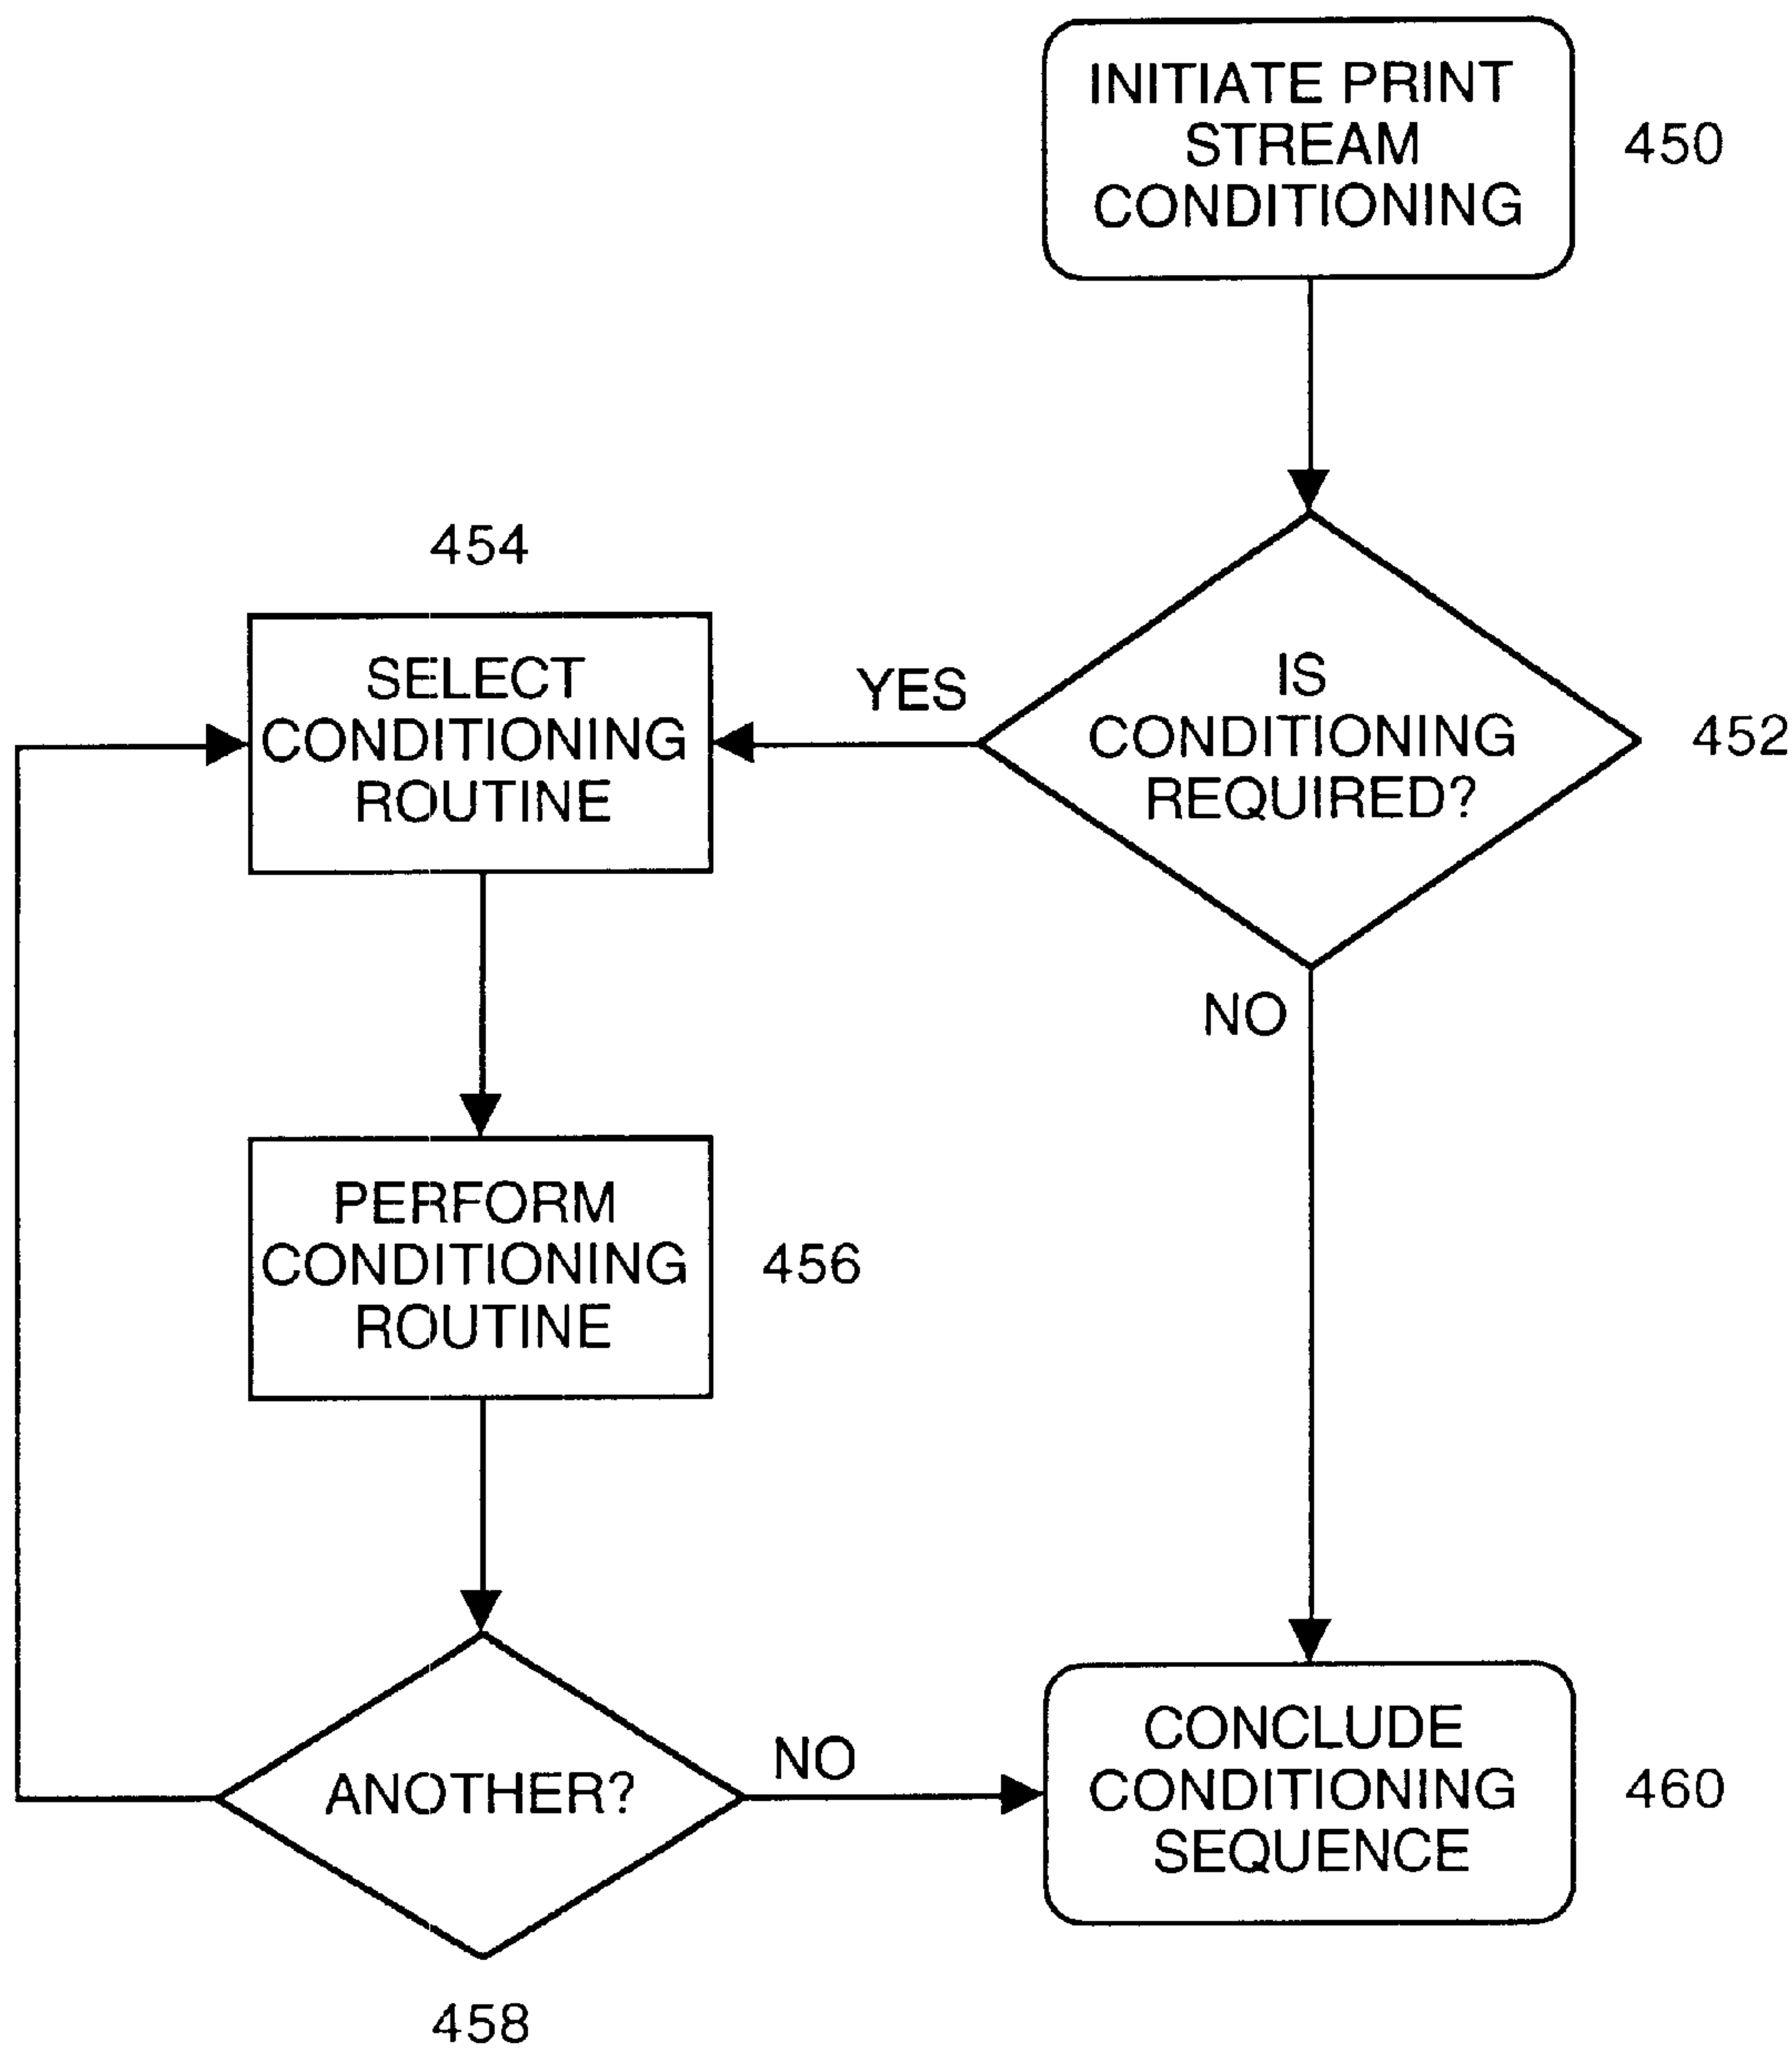 INITIATE PRINT
STREAM
CONDITIONING
450
IS
CONDITIONING
REQUIRED?
452
YES
NO
454
SELECT
CONDITIONING
ROUTINE
PERFORM
CONDITIONING
ROUTINE
456
ANOTHER?
458
NO
CONCLUDE
CONDITIONING
SEQUENCE
460